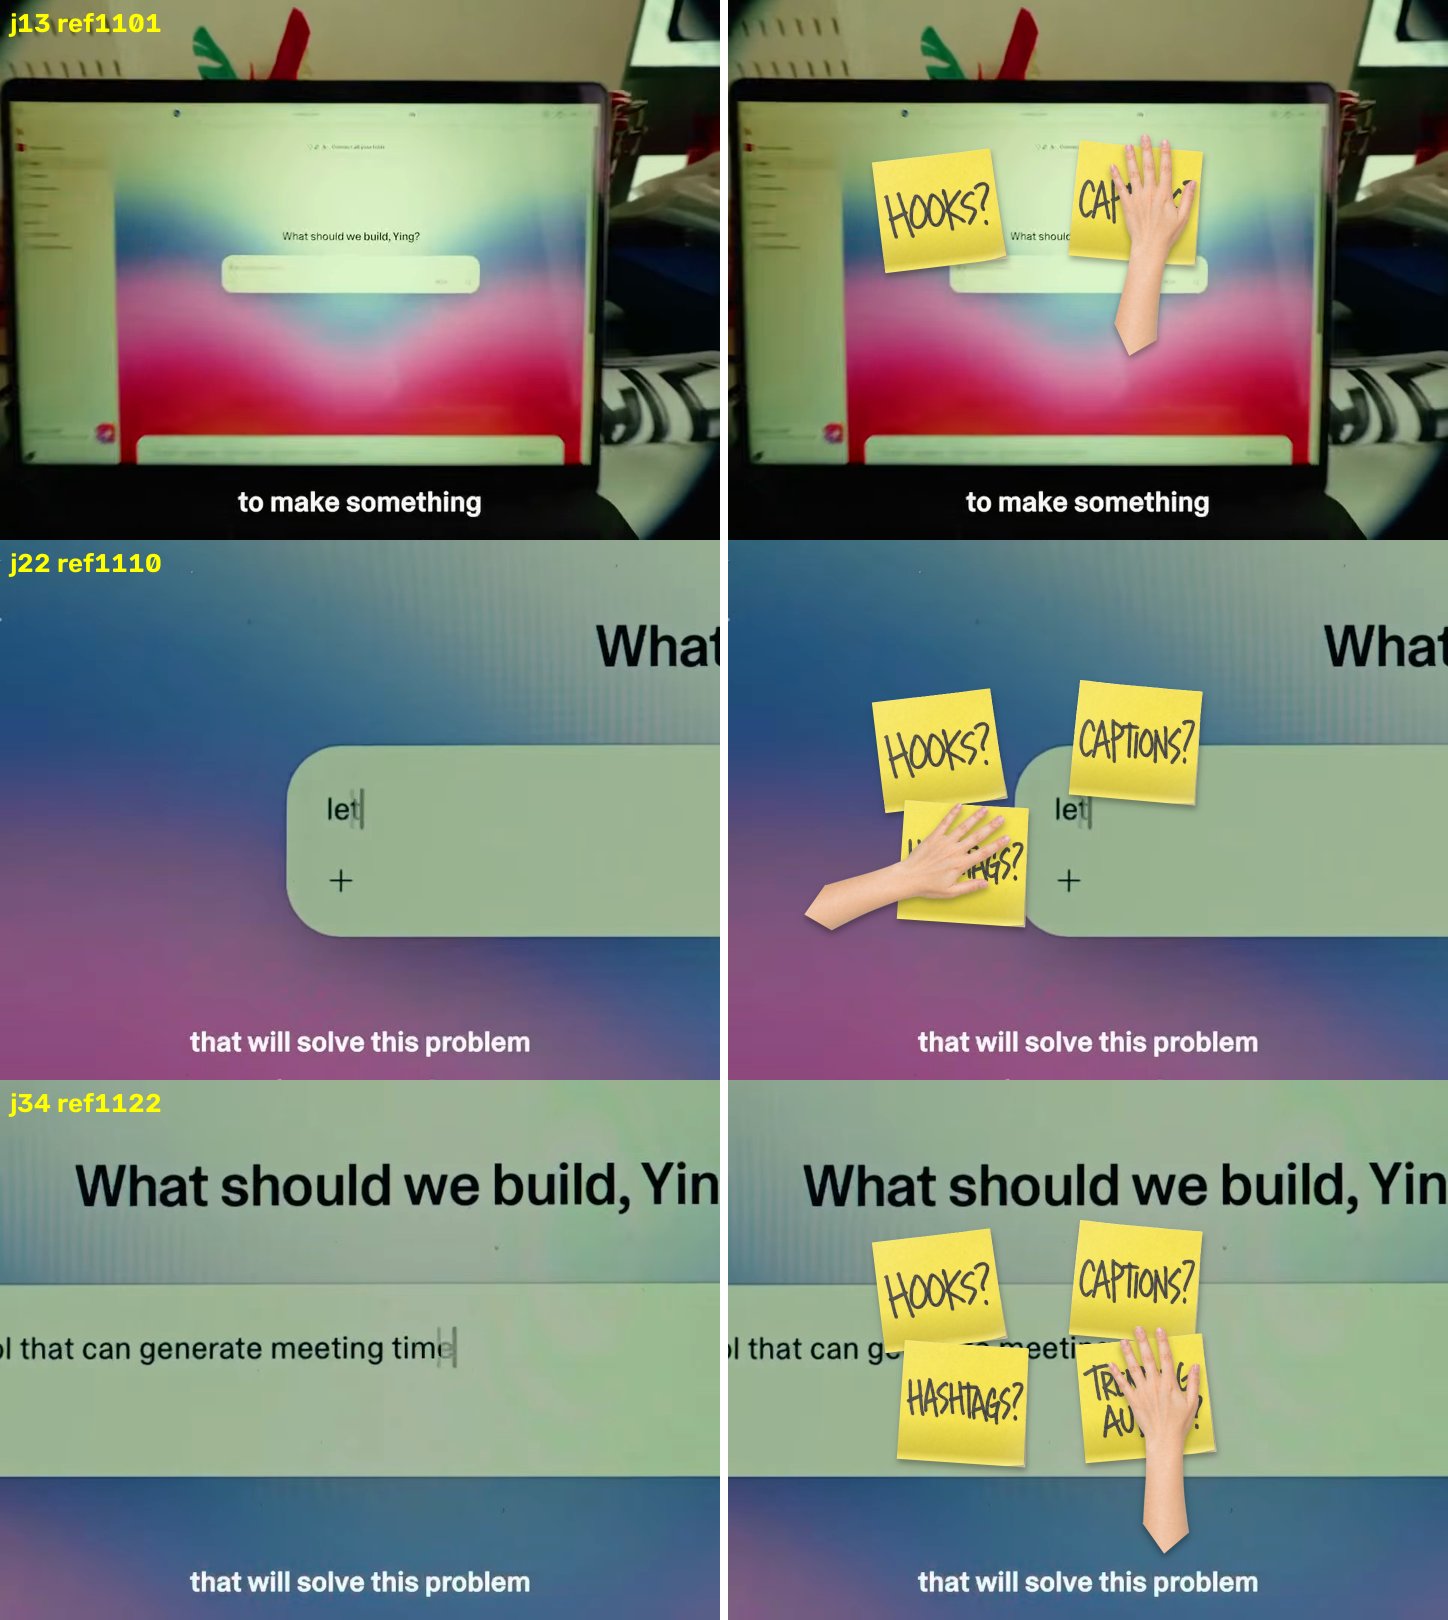 j13 ref1101
What should we build, Ying?
to make something
HOOKS?
What should
to make something
j22 ref1110
What
let
+
that will solve this problem
What
HOOKS?
CAPTIONS?
let
+
that will solve this problem
j34 ref1122
What should we build, Yin
ol that can generate meeting time
that will solve this problem
What should we build, Yin
HOOKS?
CAPTIONS?
ol that can
HASHTAGS?
that will solve this problem